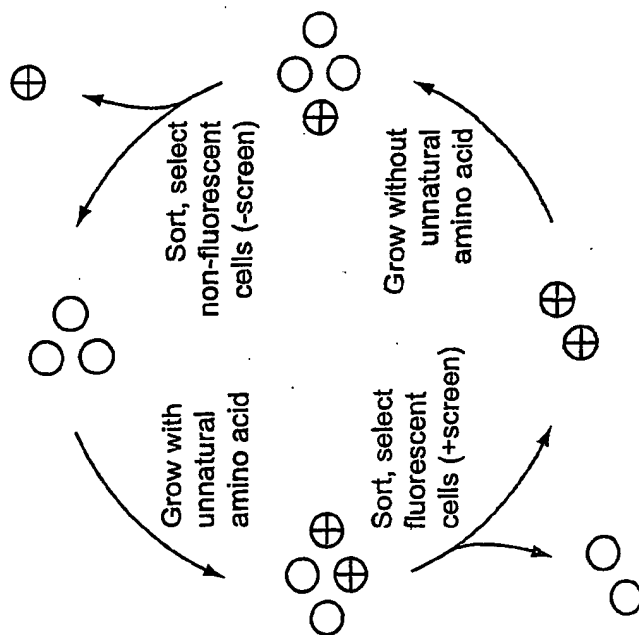 Grow with
unnatural
amino acid
Sort, select
fluorescent
cells (+screen)
Grow without
unnatural
amino acid
Sort, select
non-fluorescent
cells (-screen)